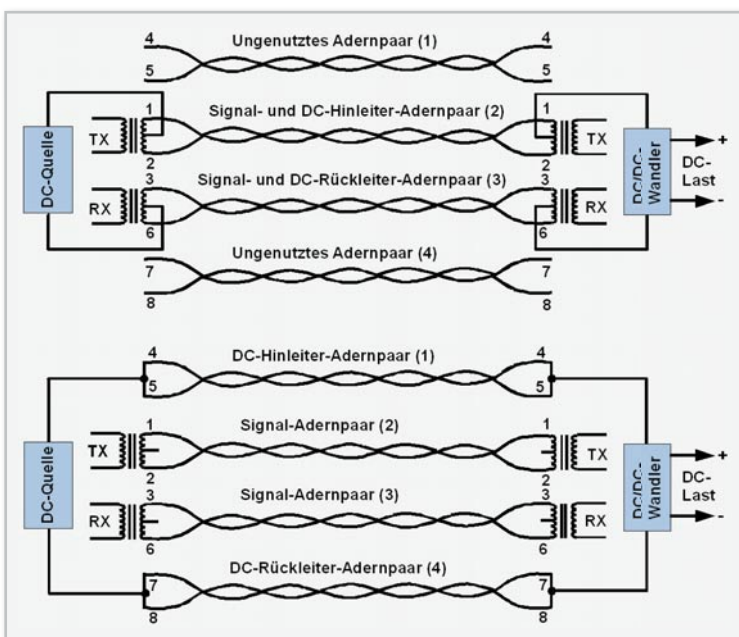 4 Ungenutztes Adernpaar (1) 4
5 5
1 Signal- und DC-Hinleiter-Adernpaar (2) 1
DC-Quelle TX TX DC/DC-Wandler +
2 2 DC-
3 Signal- und DC-Rückleiter-Adernpaar (3) 3 Last
RX RX -
6 6
Ungenutztes Adernpaar (4)
7 7
8 8
4 DC-Hinleiter-Adernpaar (1) 4
5 5
1 Signal-Adernpaar (2) 1
DC-Quelle TX TX DC/DC-Wandler +
2 2 DC-
3 Signal-Adernpaar (3) 3 Last
RX RX -
6 6
DC-Rückleiter-Adernpaar (4)
7 7
8 8